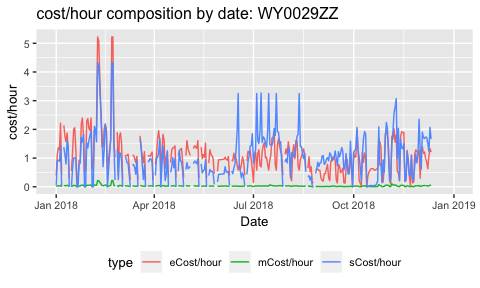 cost/hour composition by date: WY0029ZZ
cost/hour
5
4
3
2
1
0
Jan 2018
Apr 2018
Jul 2018
Oct 2018
Jan 2019
Date
type
eCost/hour
mCost/hour
sCost/hour